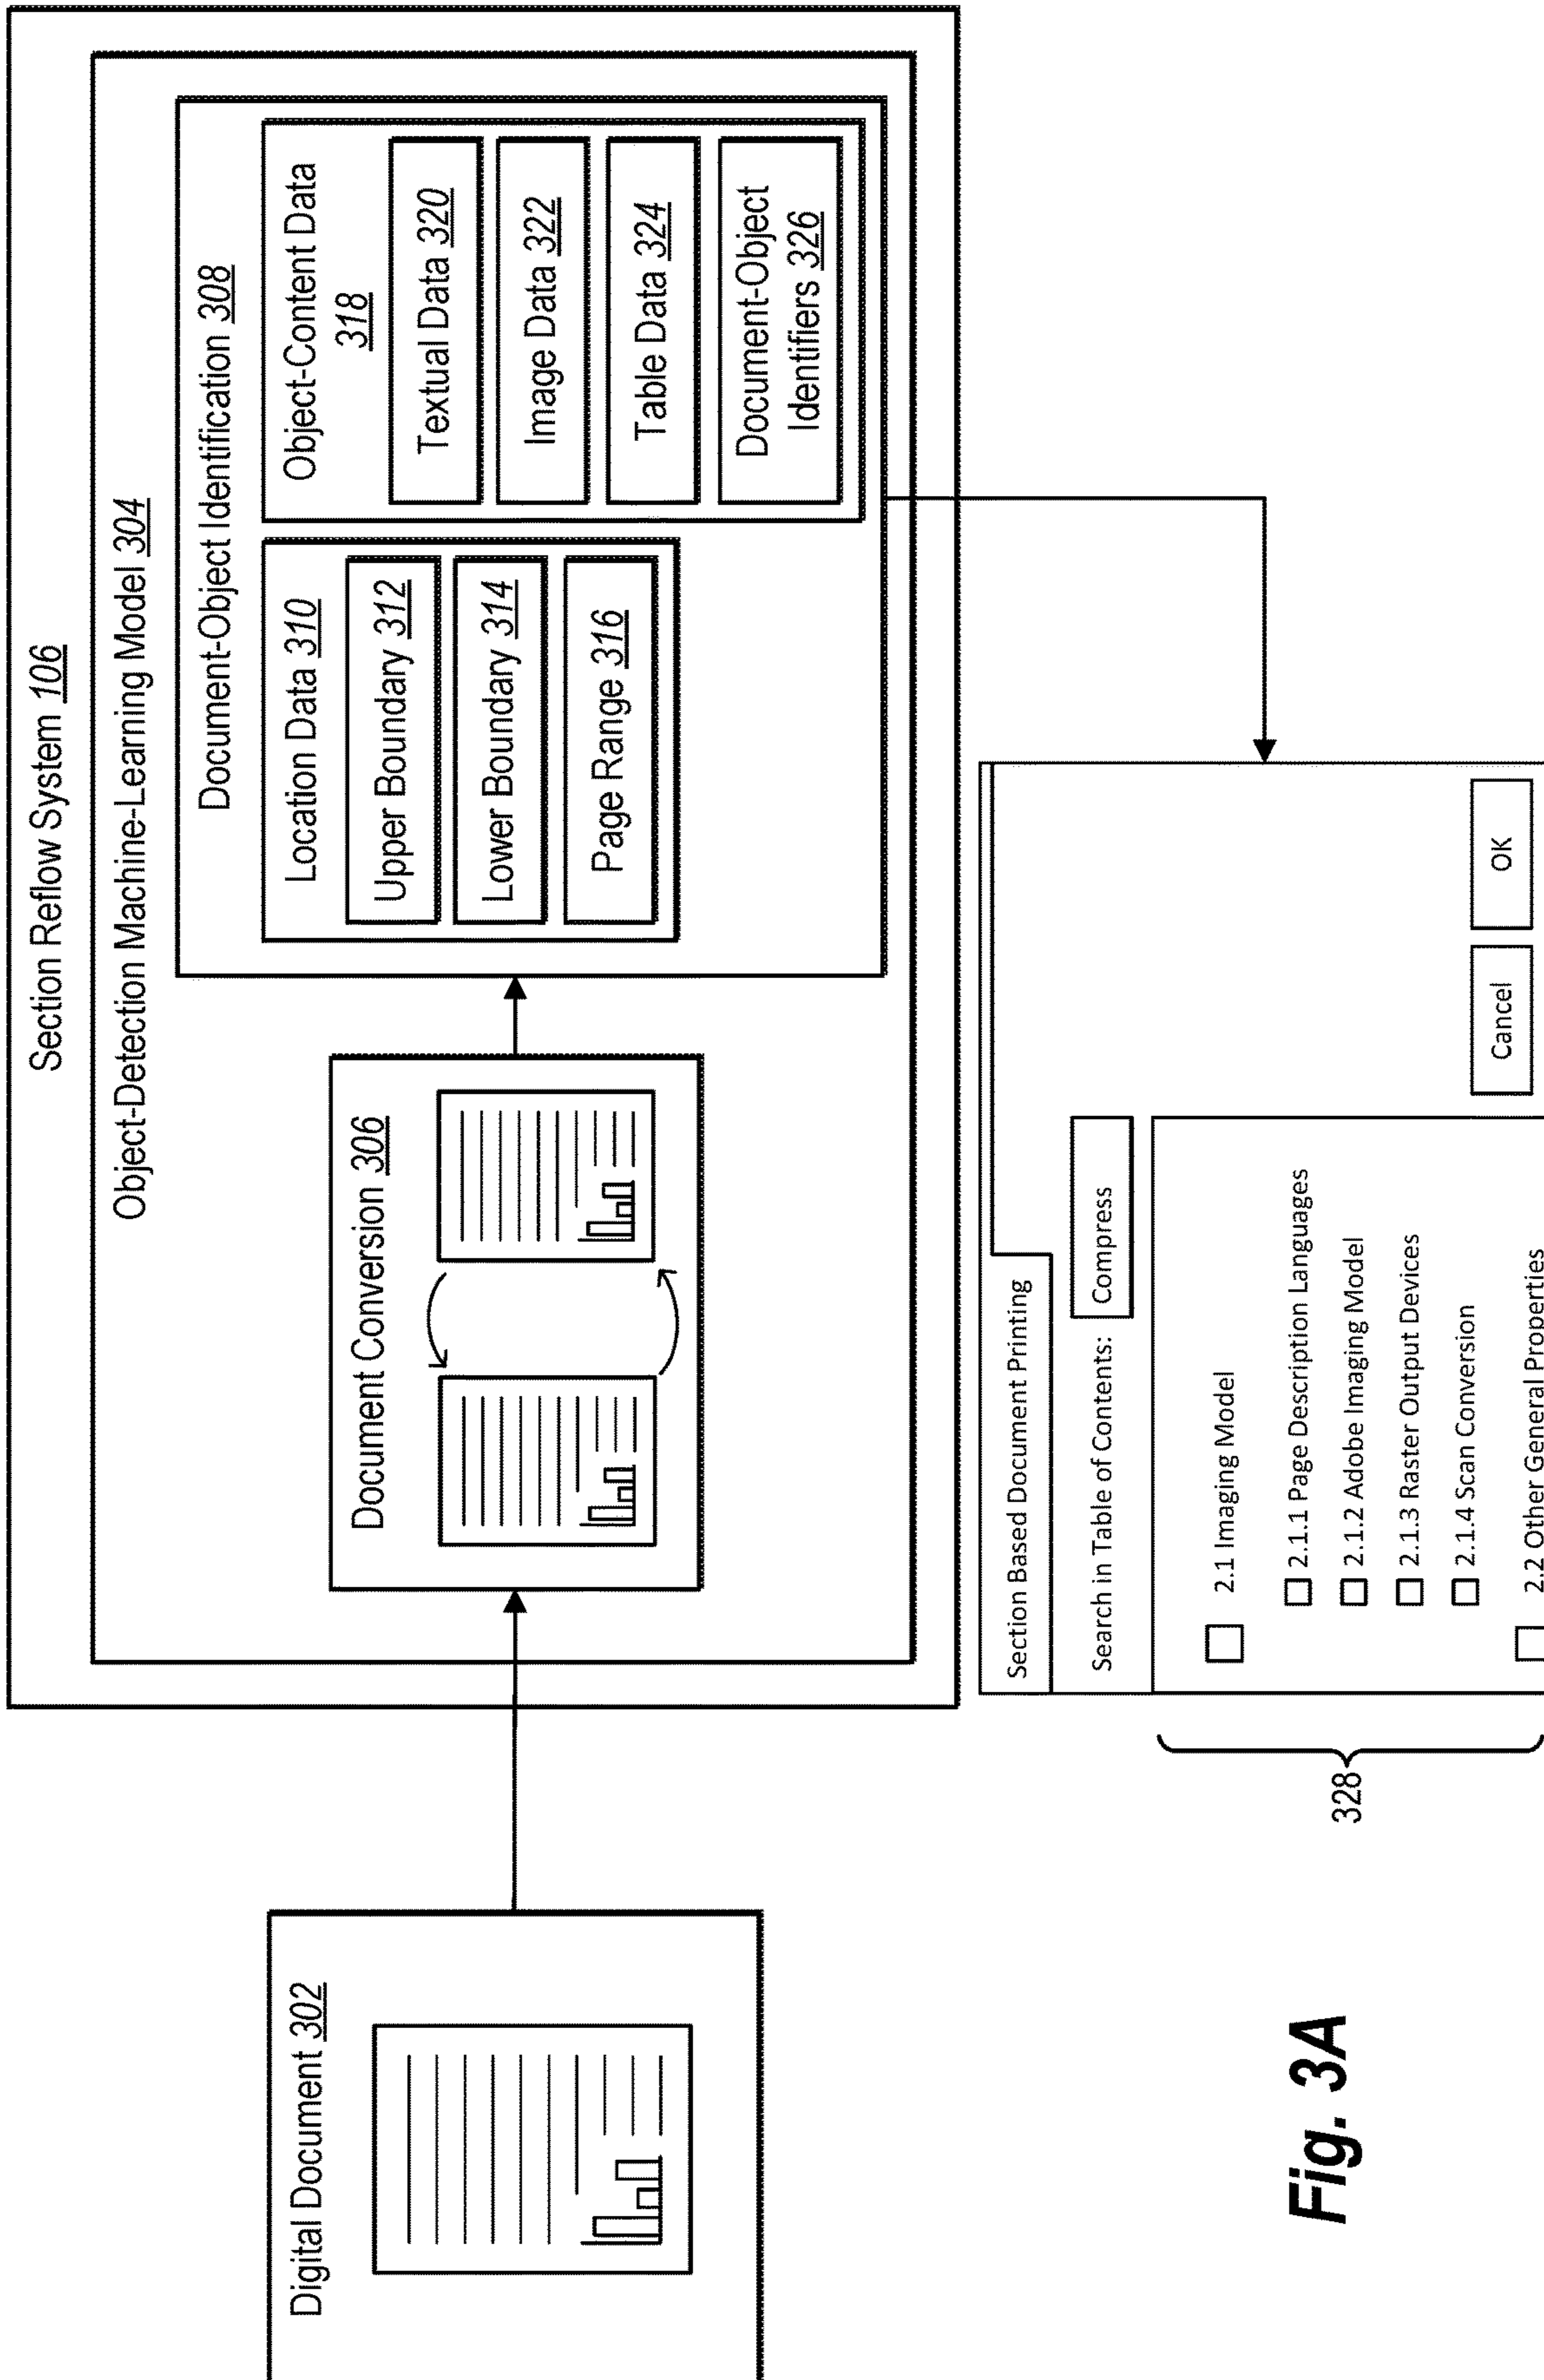 Section Reflow System 106
Object-Detection Machine-Learning Model 304
Digital Document 302
Document Conversion 306
Document-Object Identification 308
Location Data 310
Upper Boundary 312
Lower Boundary 314
Page Range 316
Object-Content Data
318
Textual Data 320
Image Data 322
Table Data 324
Document-Object
Identifiers 326
Section Based Document Printing
Search in Table of Contents: Compress
2.1 Imaging Model
2.1.1 Page Description Languages
2.1.2 Adobe Imaging Model
2.1.3 Raster Output Devices
2.1.4 Scan Conversion
2.2 Other General Properties
Cancel OK
328
Fig. 3A